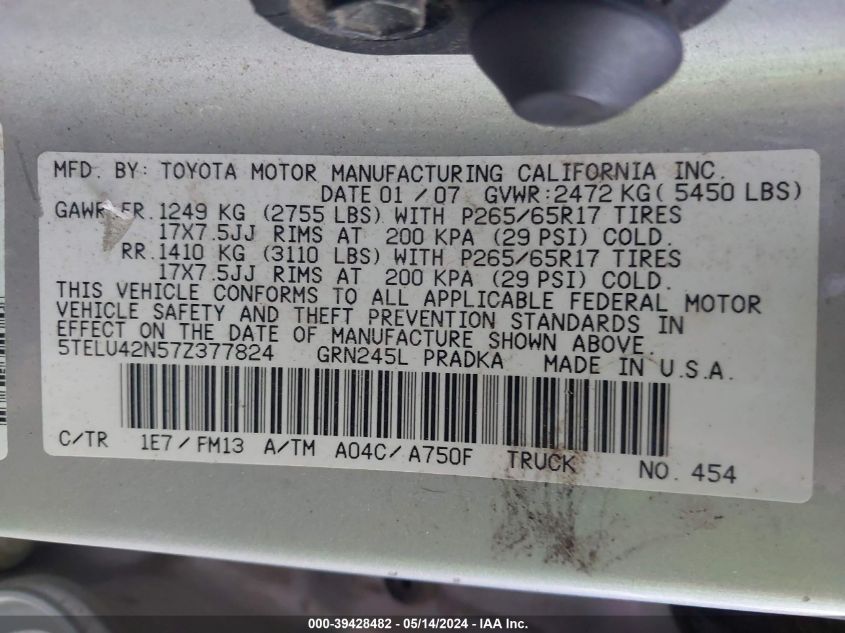 MFD. BY: TOYOTA MOTOR MANUFACTURING CALIFORNIA INC.
DATE 01 / 07 GVWR: 2472 KG ( 5450 LBS)
GAWR FR. 1249 KG (2755 LBS) WITH P265/65R17 TIRES
17X7.5JJ RIMS AT 200 KPA (29 PSI) COLD.
RR. 1410 KG (3110 LBS) WITH P265/65R17 TIRES
17X7.5JJ RIMS AT 200 KPA (29 PSI) COLD.
THIS VEHICLE CONFORMS TO ALL APPLICABLE FEDERAL MOTOR
VEHICLE SAFETY AND THEFT PREVENTION STANDARDS IN
EFFECT ON THE DATE OF MANUFACTURE SHOWN ABOVE.
5TELU42N57Z377824 GRN245L PRADKA MADE IN U.S.A.
C/TR 1E7/FM13 A/TM A04C/A750F TRUCK NO. 454
000-39428482 - 05/14/2024 - IAA Inc.